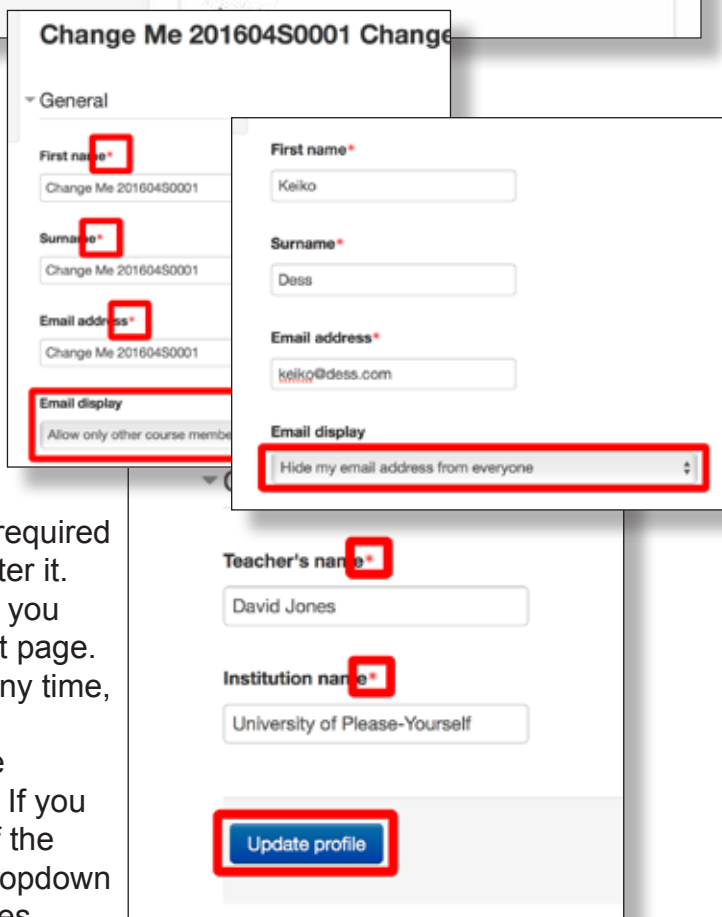 Change Me 201604S0001 Change
General
First name*
Change Me 201604S0001
Surname*
Change Me 201604S0001
Email address*
Change Me 201604S0001
Email display
Allow only other course membe
First name*
Keiko
Surname*
Dess
Email address*
keiko@dess.com
Email display
Hide my email address from everyone
required
ter it.
you
t page.
ny time,
e
If you
f the
opdown
Teacher's name*
David Jones
Institution name*
University of Please-Yourself
Update profile